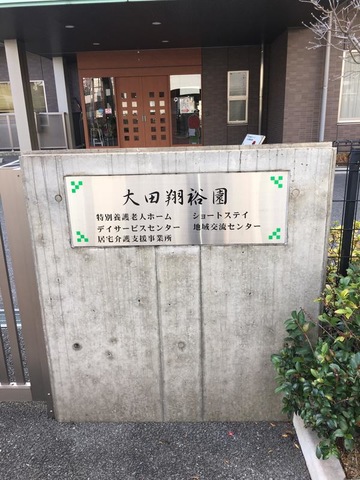 大田翔裕園
特別養護老人ホーム ショートステイ
デイサービスセンター 地域交流センター
居宅介護支援事業所